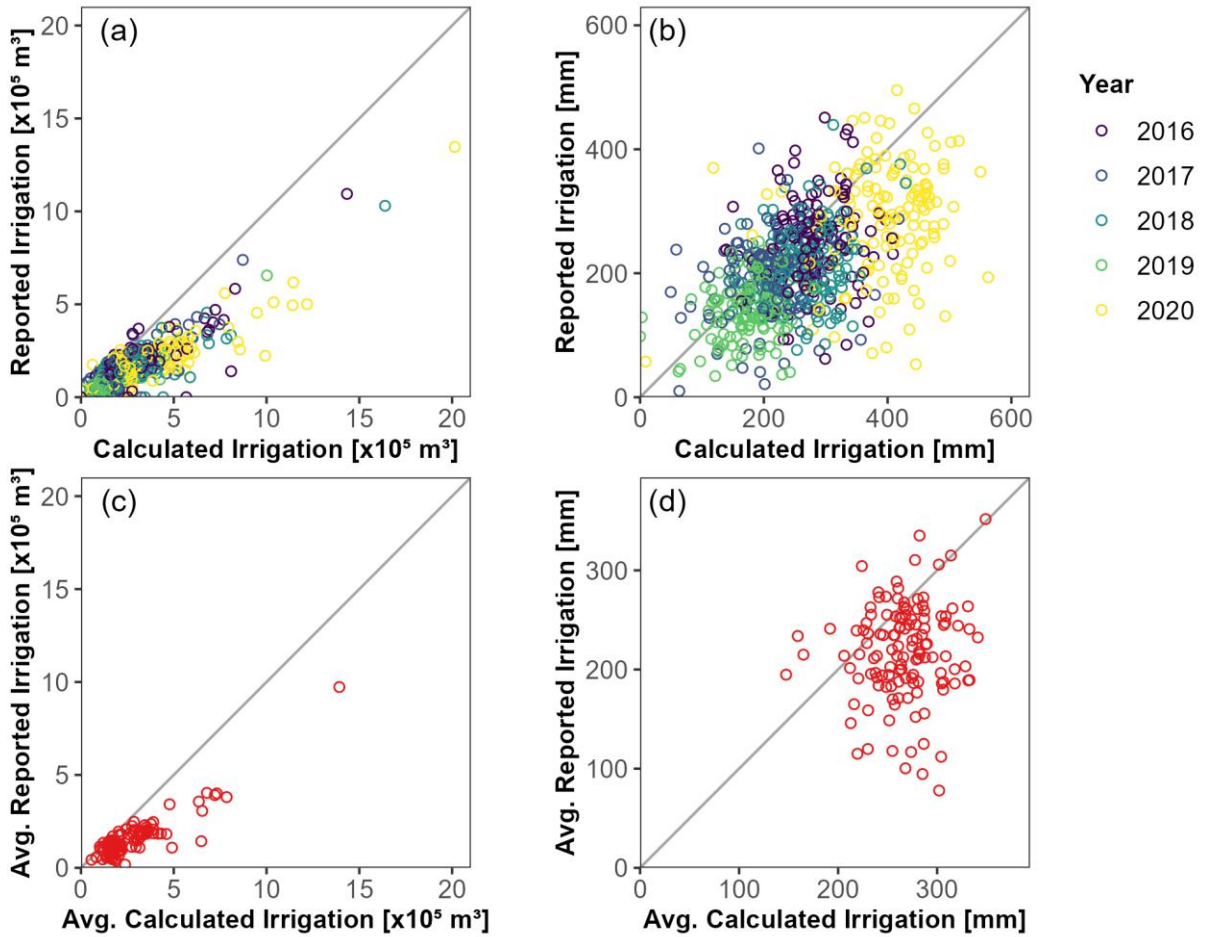 (a)
Reported Irrigation [x10⁵ m³]
20
15
10
5
0
0 5 10 15 20
Calculated Irrigation [x10⁵ m³]
(b)
Reported Irrigation [mm]
600
400
200
0
0 200 400 600
Calculated Irrigation [mm]
Year
2016
2017
2018
2019
2020
(c)
Avg. Reported Irrigation [x10⁵ m³]
20
15
10
5
0
0 5 10 15 20
Avg. Calculated Irrigation [x10⁵ m³]
(d)
Avg. Reported Irrigation [mm]
300
200
100
0
0 100 200 300
Avg. Calculated Irrigation [mm]